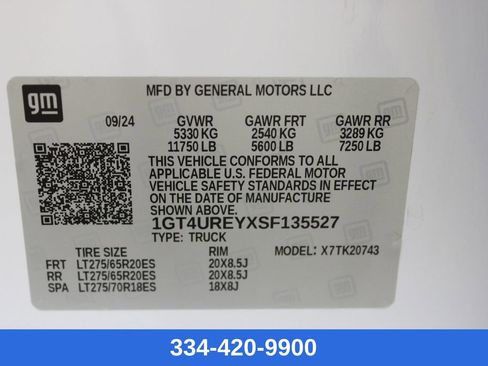 gm
MFD BY GENERAL MOTORS LLC
09/24 GVWR GAWR FRT GAWR RR
5330 KG 2540 KG 3289 KG
11750 LB 5600 LB 7250 LB
THIS VEHICLE CONFORMS TO ALL
APPLICABLE U.S. FEDERAL MOTOR
VEHICLE SAFETY STANDARDS IN EFFECT
ON THE DATE OF MANUFACTURE
SHOWN ABOVE.
1GT4UREYXSF135527
TYPE: TRUCK
TIRE SIZE RIM MODEL: X7TK20743
FRT LT275/65R20ES 20X8.5J
RR LT275/65R20ES 20X8.5J
SPA LT275/70R18ES 18X8J
334-420-9900